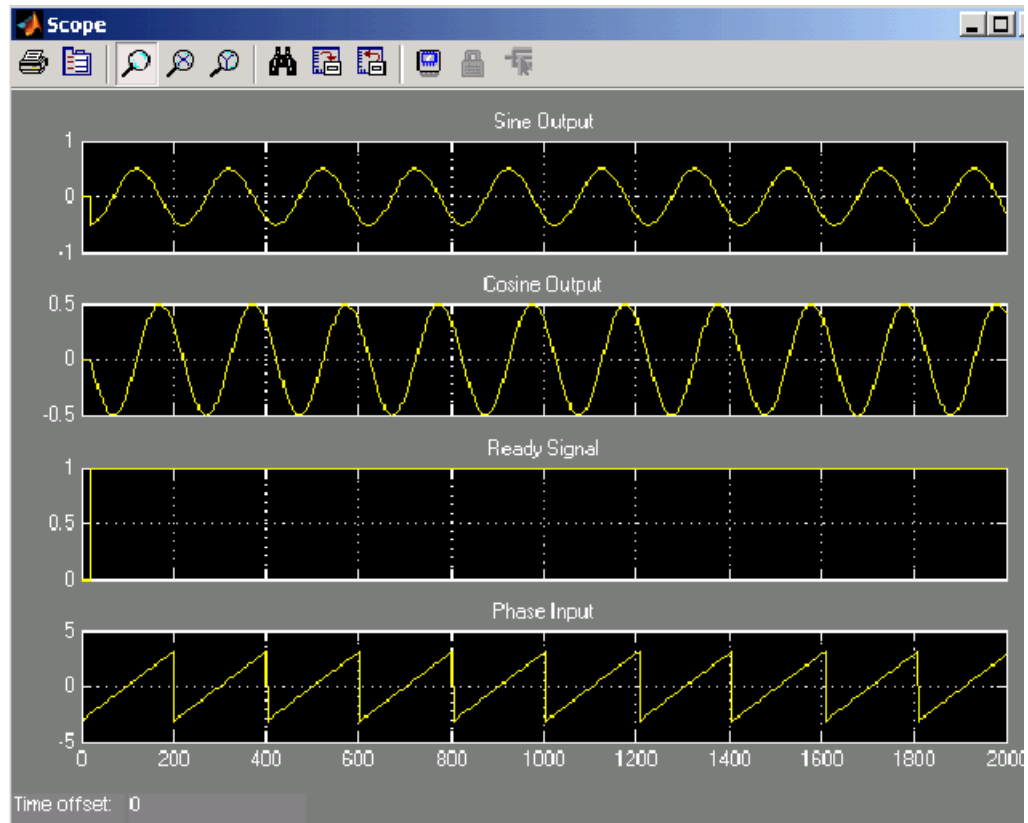 Scope
Sine Output
1
0
-1
Cosine Output
0.5
0
-0.5
Ready Signal
1
0.5
0
Phase Input
5
0
-5
0 200 400 600 800 1000 1200 1400 1600 1800 2000
Time offset: 0